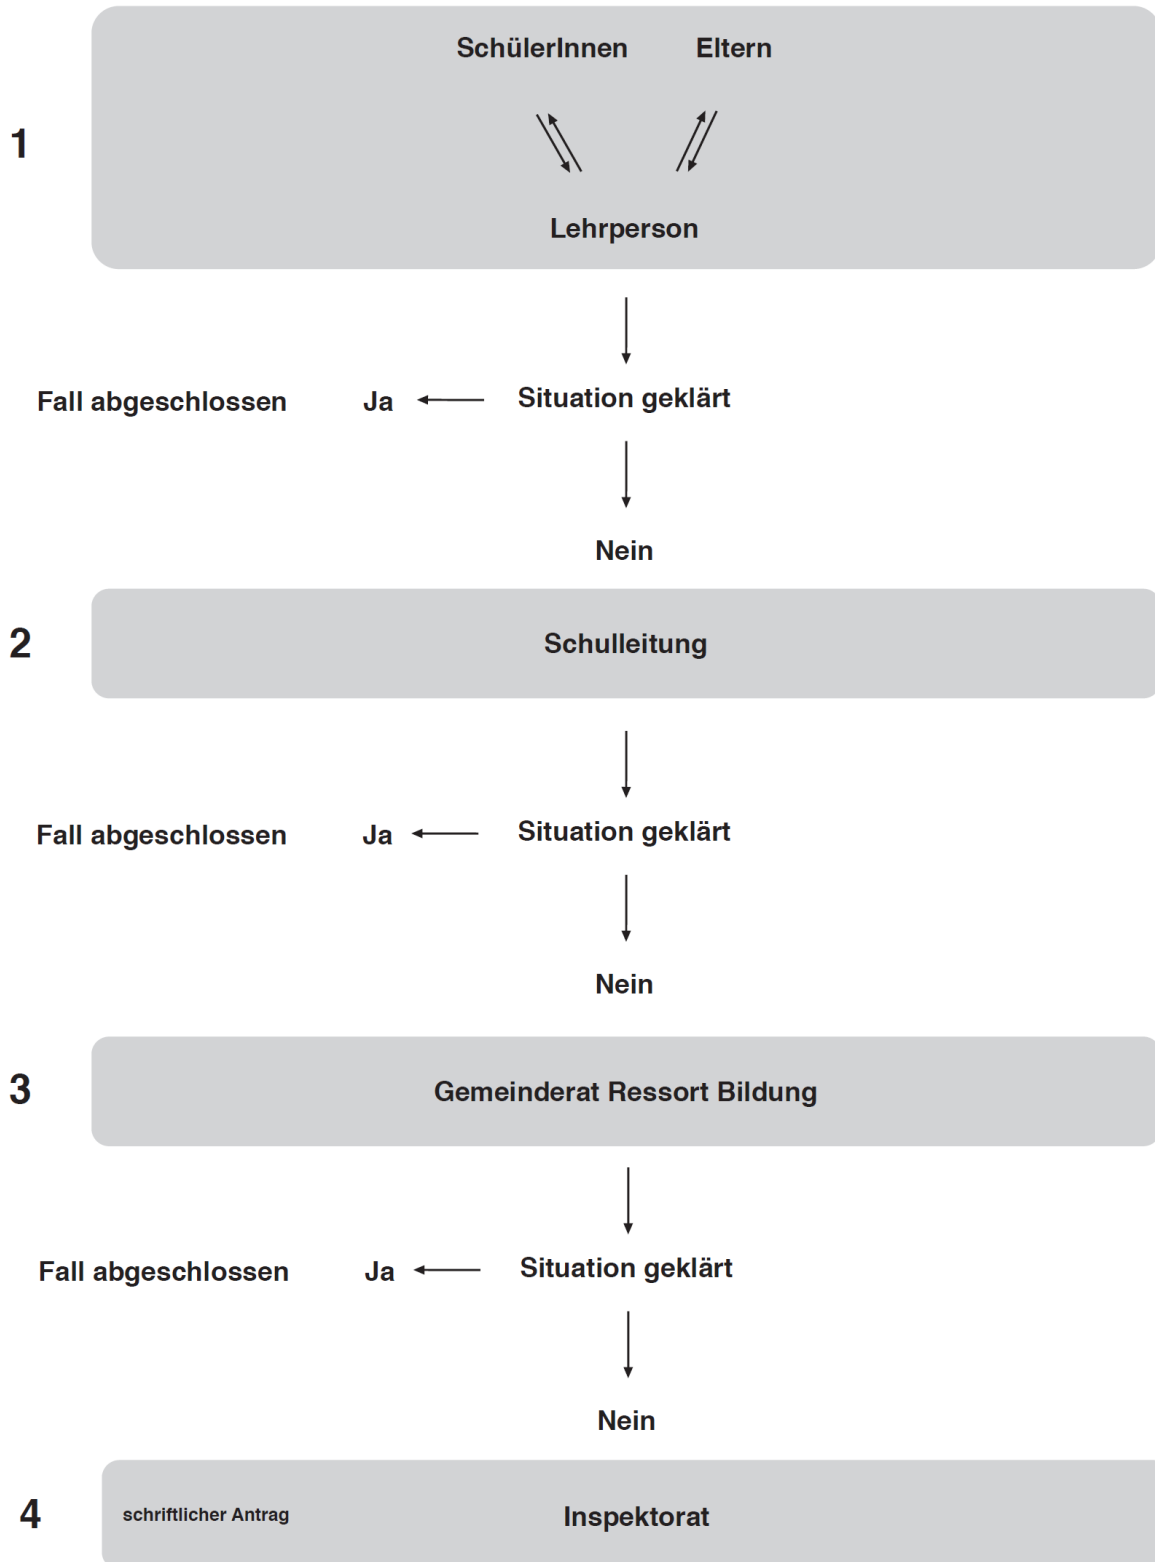 SchülerInnen Eltern
1
Lehrperson
Fall abgeschlossen Ja Situation geklärt
Nein
2 Schulleitung
Fall abgeschlossen Ja Situation geklärt
Nein
3 Gemeinderat Ressort Bildung
Fall abgeschlossen Ja Situation geklärt
Nein
4 schriftlicher Antrag Inspektorat